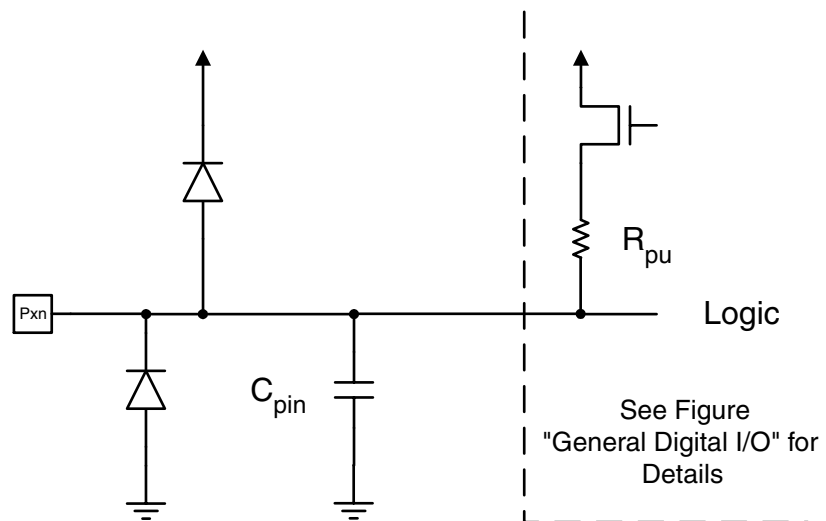 R
pu
Pxn
Logic
C
pin
See Figure
"General Digital I/O" for
Details